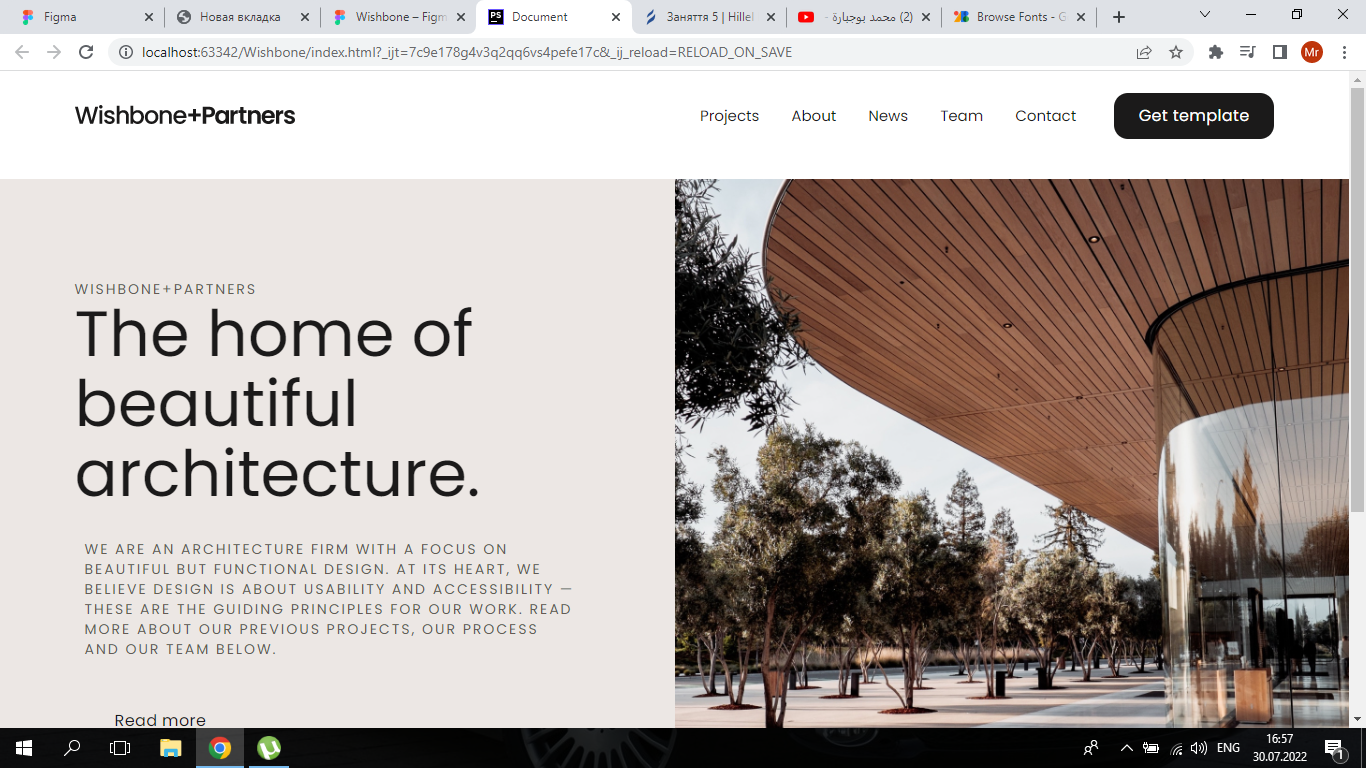 Figma
Новая вкладка
Wishbone – Figm
Document
Заняття 5 | Hillel
(2) محمد بوجبارة -
Browse Fonts - G
localhost:63342/Wishbone/index.html?_ijt=7c9e178g4v3q2qq6vs4pefe17c&_ij_reload=RELOAD_ON_SAVE
Mr
Wishbone+Partners
Projects
About
News
Team
Contact
Get template
WISHBONE+PARTNERS
The home of
beautiful
architecture.
WE ARE AN ARCHITECTURE FIRM WITH A FOCUS ON
BEAUTIFUL BUT FUNCTIONAL DESIGN. AT ITS HEART, WE
BELIEVE DESIGN IS ABOUT USABILITY AND ACCESSIBILITY —
THESE ARE THE GUIDING PRINCIPLES FOR OUR WORK. READ
MORE ABOUT OUR PREVIOUS PROJECTS, OUR PROCESS
AND OUR TEAM BELOW.
Read more
ENG
16:57
30.07.2022
1